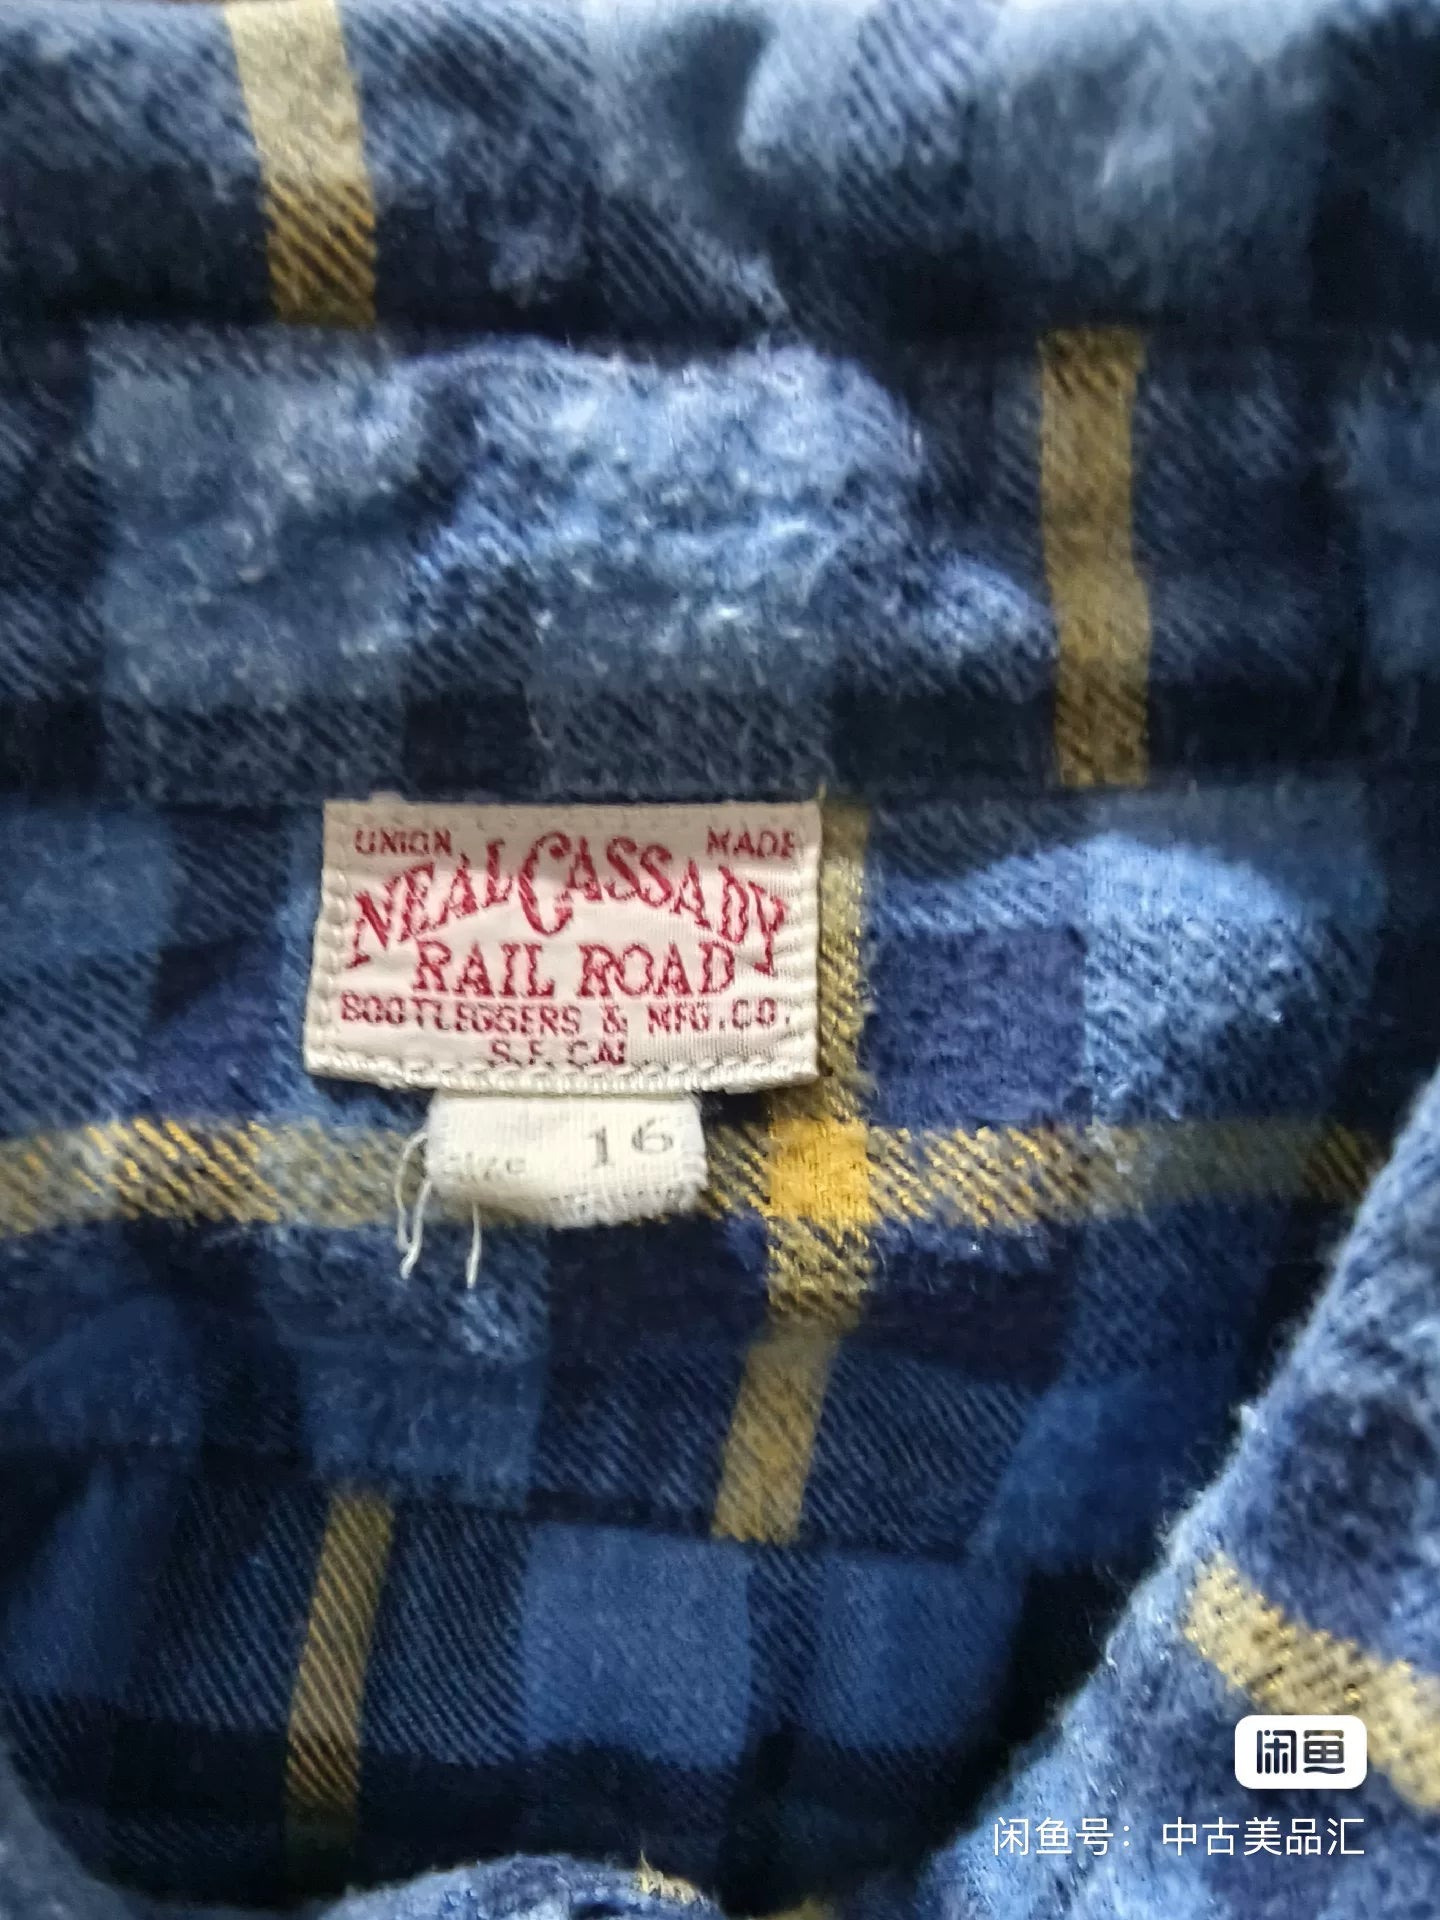 UNION MADE
NEAL CASSADY
RAIL ROAD
BOOTLEGGERS & MFG.CO.
S.F. CAL
Size 16
闲鱼
闲鱼号：中古美品汇